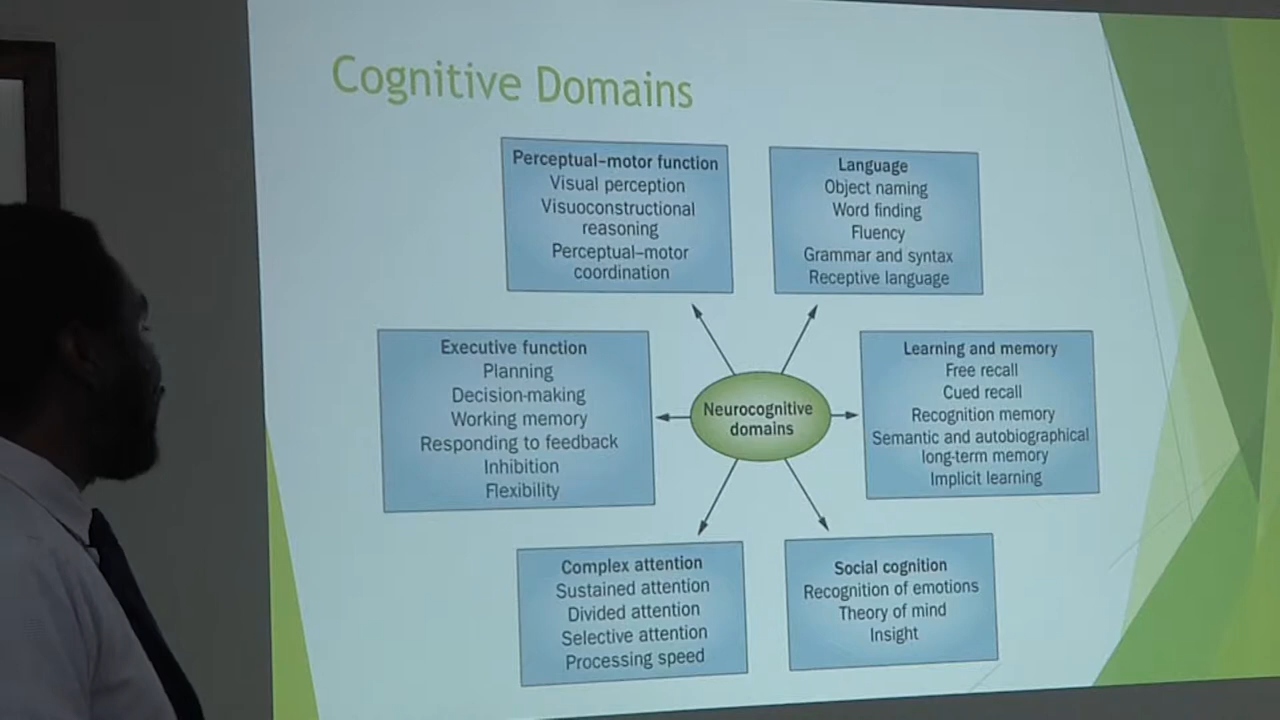 Cognitive Domains
Perceptual–motor function
Visual perception
Visuoconstructional
reasoning
Perceptual–motor
coordination
Language
Object naming
Word finding
Fluency
Grammar and syntax
Receptive language
Executive function
Planning
Decision-making
Working memory
Responding to feedback
Inhibition
Flexibility
Neurocognitive
domains
Learning and memory
Free recall
Cued recall
Recognition memory
Semantic and autobiographical
long-term memory
Implicit learning
Complex attention
Sustained attention
Divided attention
Selective attention
Processing speed
Social cognition
Recognition of emotions
Theory of mind
Insight